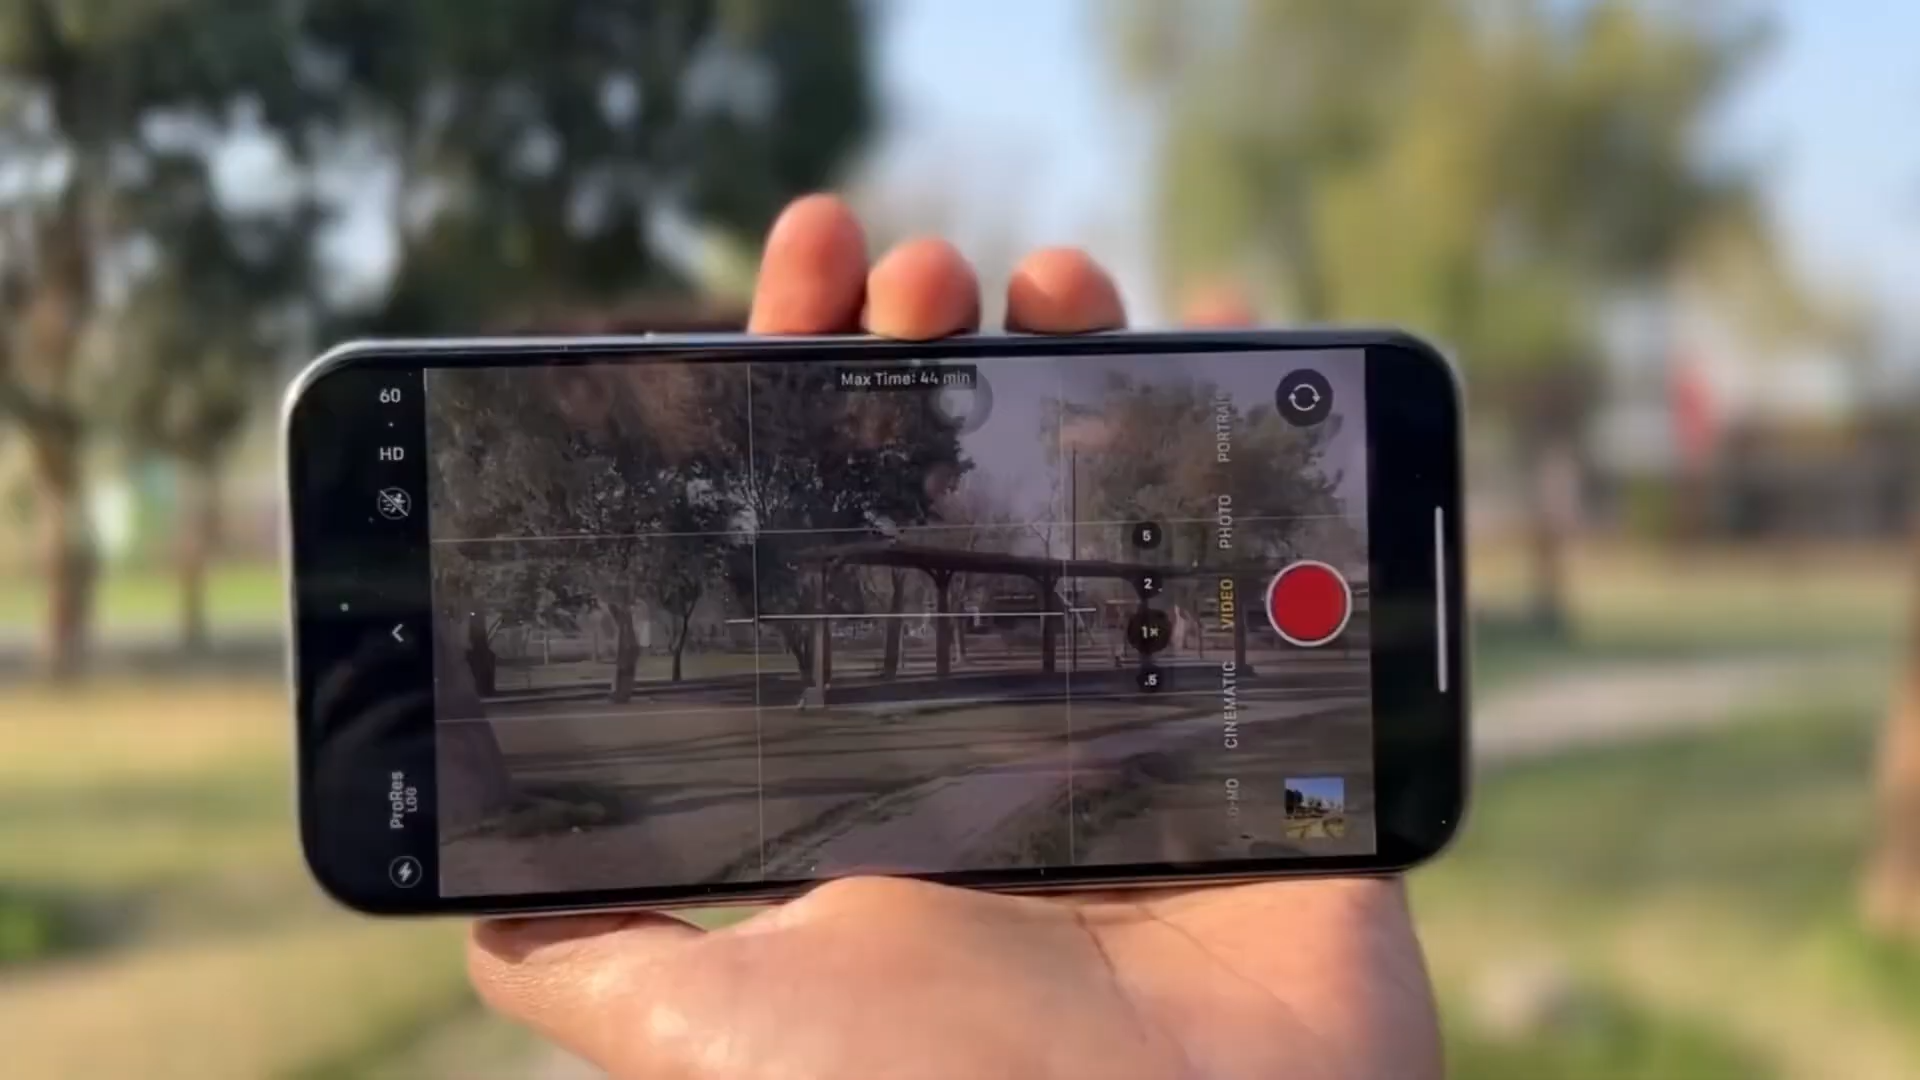 60
HD
ProRes
LOG
Max Time: 44 min
5
2
1×
.5
PORTRAIT
PHOTO
VIDEO
CINEMATIC